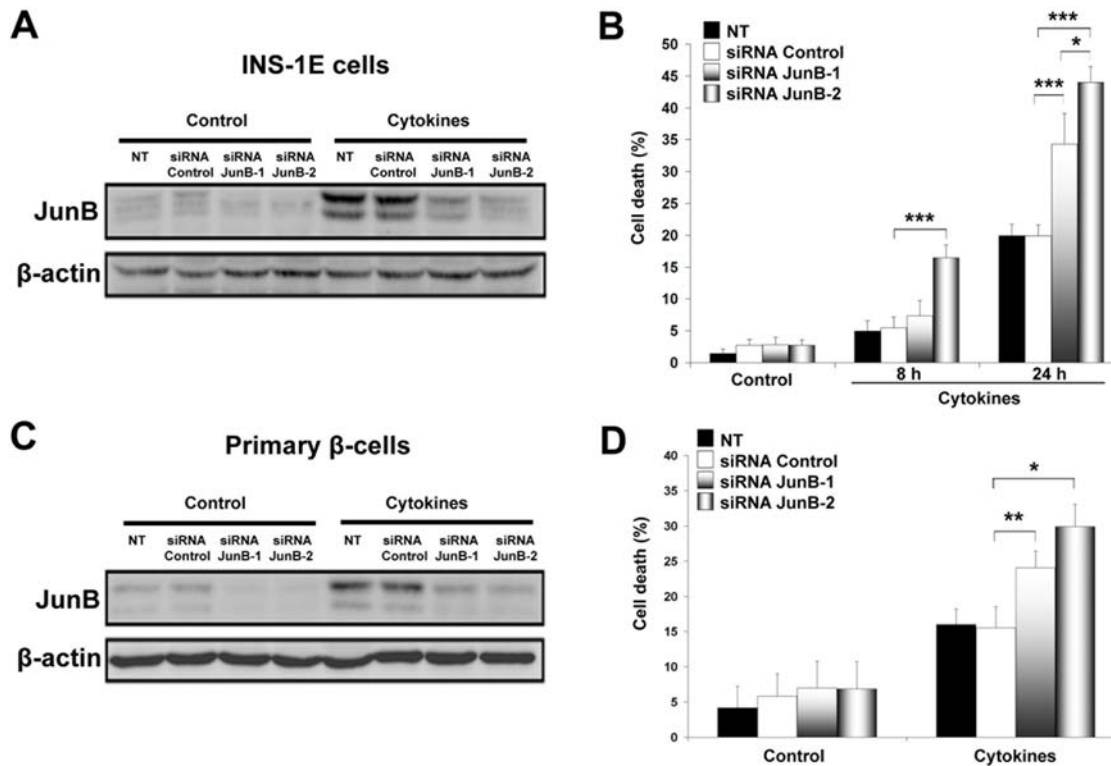 A
INS-1E cells
Control
Cytokines
NT
siRNA
Control
siRNA
JunB-1
siRNA
JunB-2
NT
siRNA
Control
siRNA
JunB-1
siRNA
JunB-2
JunB
β-actin
B
NT
siRNA Control
siRNA JunB-1
siRNA JunB-2
***
*
***
***
Cell death (%)
50
45
40
35
30
25
20
15
10
5
0
Control
8 h
24 h
Cytokines
C
Primary β-cells
Control
Cytokines
NT
siRNA
Control
siRNA
JunB-1
siRNA
JunB-2
NT
siRNA
Control
siRNA
JunB-1
siRNA
JunB-2
JunB
β-actin
D
NT
siRNA Control
siRNA JunB-1
siRNA JunB-2
*
**
Cell death (%)
40
35
30
25
20
15
10
5
0
Control
Cytokines